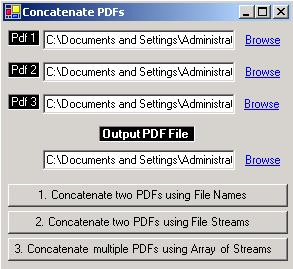 Concatenate PDFs
Pdf 1 C:\Documents and Settings\Administrat Browse
Pdf 2 C:\Documents and Settings\Administrat Browse
Pdf 3 C:\Documents and Settings\Administrat Browse
Output PDF File
C:\Documents and Settings\Administrat Browse
1. Concatenate two PDFs using File Names
2. Concatenate two PDFs using File Streams
3. Concatenate multiple PDFs using Array of Streams